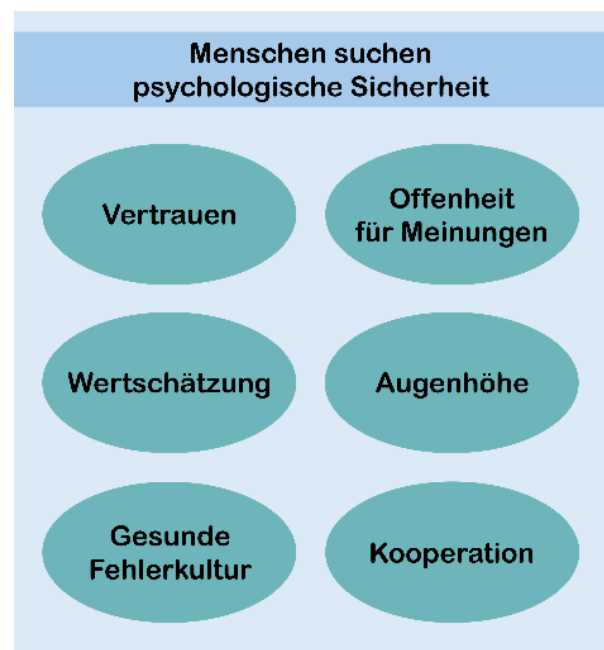 Menschen suchen
psychologische Sicherheit
Vertrauen
Offenheit
für Meinungen
Wertschätzung
Augenhöhe
Gesunde
Fehlerkultur
Kooperation